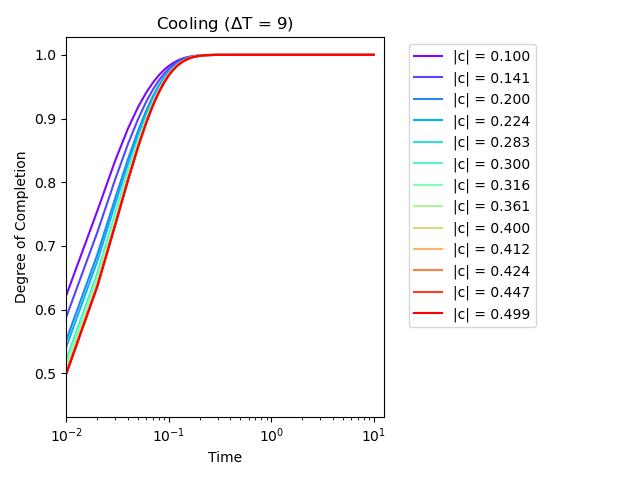 Cooling (ΔT = 9)
Degree of Completion
1.0
0.9
0.8
0.7
0.6
0.5
10⁻²
10⁻¹
10⁰
10¹
Time
|c| = 0.100
|c| = 0.141
|c| = 0.200
|c| = 0.224
|c| = 0.283
|c| = 0.300
|c| = 0.316
|c| = 0.361
|c| = 0.400
|c| = 0.412
|c| = 0.424
|c| = 0.447
|c| = 0.499